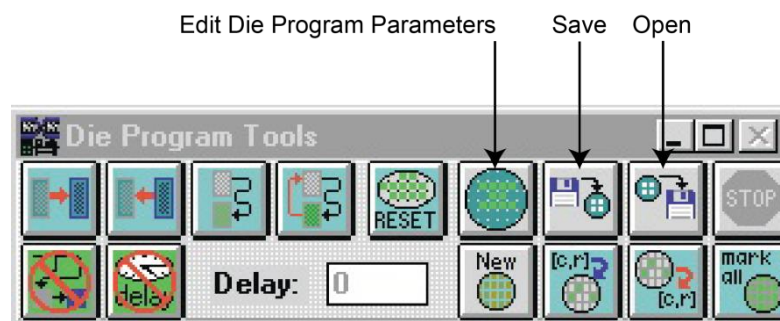 Edit Die Program Parameters Save Open
Die Program Tools
RESET STOP
delay Delay: 0 New [c,r] [c,r] mark all